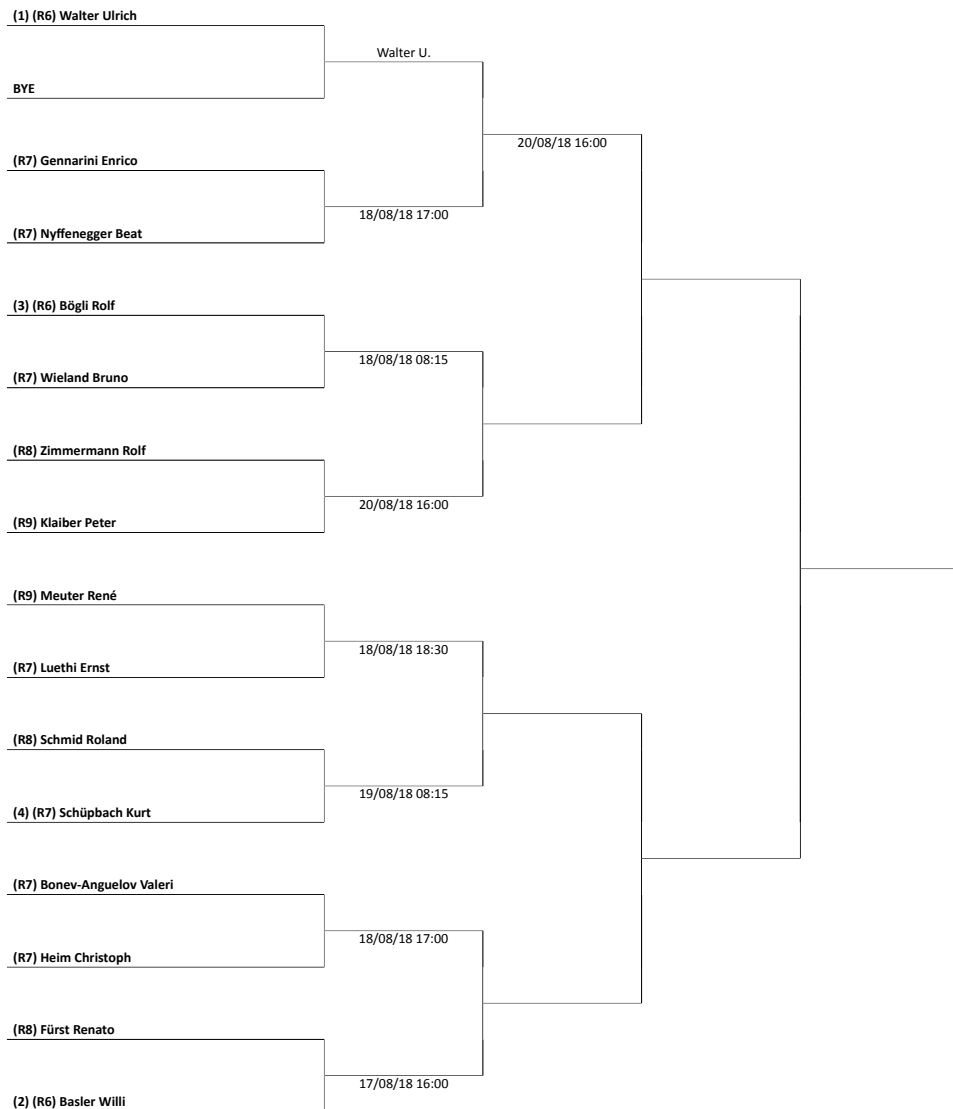 (1) (R6) Walter Ulrich
Walter U.
BYE
20/08/18 16:00
(R7) Gennarini Enrico
18/08/18 17:00
(R7) Nyffenegger Beat
(3) (R6) Bögli Rolf
18/08/18 08:15
(R7) Wieland Bruno
(R8) Zimmermann Rolf
20/08/18 16:00
(R9) Klaiber Peter
(R9) Meuter René
18/08/18 18:30
(R7) Luethi Ernst
(R8) Schmid Roland
19/08/18 08:15
(4) (R7) Schüpbach Kurt
(R7) Bonev-Anguelov Valeri
18/08/18 17:00
(R7) Heim Christoph
(R8) Fürst Renato
17/08/18 16:00
(2) (R6) Basler Willi